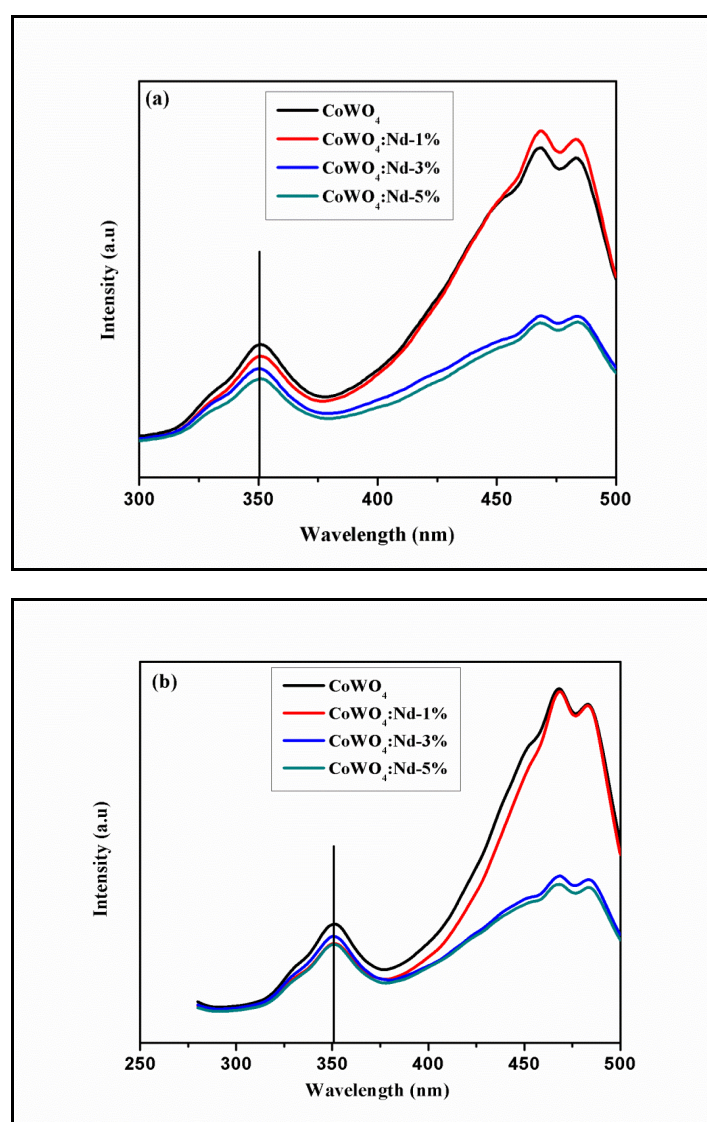 (a)
CoWO₄
CoWO₄:Nd-1%
CoWO₄:Nd-3%
CoWO₄:Nd-5%
Intensity (a.u)
300 350 400 450 500
Wavelength (nm)
(b)
CoWO₄
CoWO₄:Nd-1%
CoWO₄:Nd-3%
CoWO₄:Nd-5%
Intensity (a.u)
250 300 350 400 450 500
Wavelength (nm)